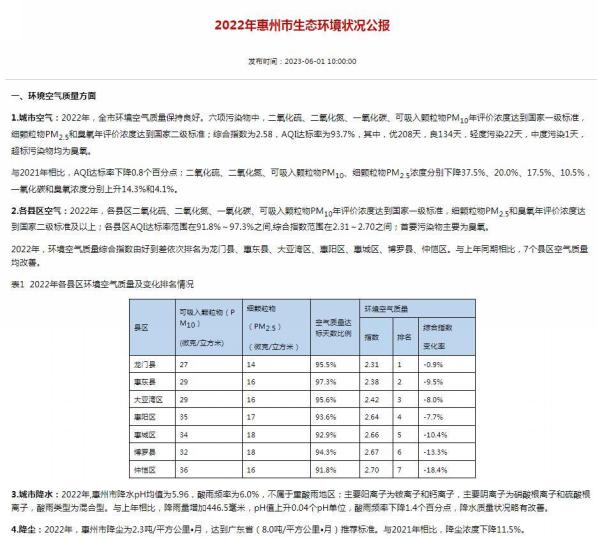 2022年惠州市生态环境状况公报
发布时间：2023-06-01 10:00:00
一、环境空气质量方面
1.城市空气：2022年，全市环境空气质量保持良好。六项污染物中，二氧化硫、二氧化氮、一氧化碳、可吸入颗粒物PM10年评价浓度达到国家一级标准，
细颗粒物PM2.5和臭氧年评价浓度达到国家二级标准；综合指数为2.58，AQI达标率为93.7%，其中，优208天，良134天，轻度污染22天，中度污染1天，
超标污染物均为臭氧。
与2021年相比，AQI达标率下降0.8个百分点；二氧化硫、二氧化氮、可吸入颗粒物PM10、细颗粒物PM2.5浓度分别下降37.5%、20.0%、17.5%、10.5%，
一氧化碳和臭氧浓度分别上升14.3%和4.1%。
2.各县区空气：2022年，各县区二氧化硫、二氧化氮、一氧化碳、可吸入颗粒物PM10年评价浓度达到国家一级标准，细颗粒物PM2.5和臭氧年评价浓度达
到国家二级标准及以上；各县区AQI达标率范围在91.8%～97.3%之间,综合指数范围在2.31～2.70之间；首要污染物主要为臭氧。
2022年，环境空气质量综合指数由好到差依次排名为龙门县、惠东县、大亚湾区、惠阳区、惠城区、博罗县、仲恺区。与上年同期相比，7个县区空气质量
均改善。
表1 2022年各县区环境空气质量及变化排名情况
县区 可吸入颗粒物（PM10）(微克/立方米) 细颗粒物（PM2.5）（微克/立方米） 空气质量达标天数比例 环境空气质量
指数 排名 综合指数变化率
龙门县 27 14 95.5% 2.31 1 -0.9%
惠东县 29 16 97.3% 2.38 2 -9.5%
大亚湾区 29 16 95.6% 2.42 3 -8.0%
惠阳区 35 17 93.6% 2.64 4 -7.7%
惠城区 34 18 92.9% 2.66 5 -10.4%
博罗县 32 18 94.3% 2.67 6 -13.3%
仲恺区 36 16 91.8% 2.70 7 -18.4%
3.城市降水：2022年,惠州市降水pH均值为5.96，酸雨频率为6.0%，不属于重酸雨地区；主要阳离子为铵离子和钙离子，主要阴离子为硝酸根离子和硫酸根
离子，酸雨类型为混合型。与上年相比，降雨量增加446.5毫米，pH值上升0.04个pH单位，酸雨频率下降1.4个百分点，降水质量状况略有改善。
4.降尘：2022年，惠州市降尘为2.3吨/平方公里•月，达到广东省（8.0吨/平方公里•月）推荐标准。与2021年相比，降尘浓度下降11.5%。